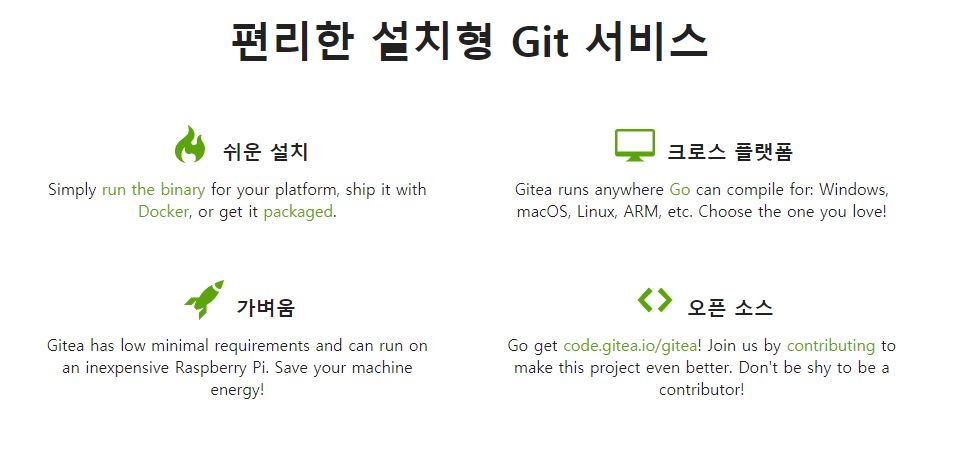 편리한 설치형 Git 서비스
쉬운 설치
Simply run the binary for your platform, ship it with
Docker, or get it packaged.
크로스 플랫폼
Gitea runs anywhere Go can compile for: Windows,
macOS, Linux, ARM, etc. Choose the one you love!
가벼움
Gitea has low minimal requirements and can run on
an inexpensive Raspberry Pi. Save your machine
energy!
오픈 소스
Go get code.gitea.io/gitea! Join us by contributing to
make this project even better. Don't be shy to be a
contributor!